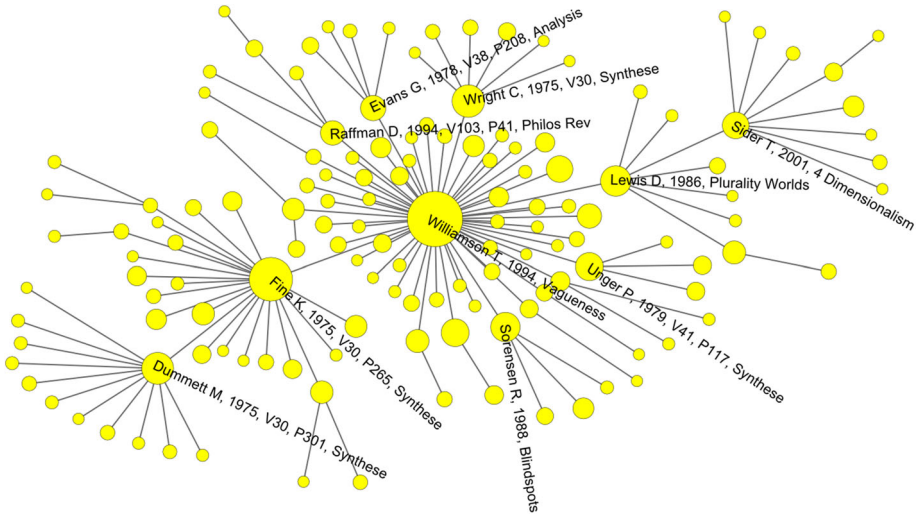 Evans G, 1978, V38, P208, Analysis
Wright C, 1975, V30, Synthese
Raffman D, 1994, V103, P41, Philos Rev
Sider T, 2001, 4 Dimensionalism
Lewis D, 1986, Plurality Worlds
Williamson T, 1994, Vagueness
Unger P, 1979, V41, P117, Synthese
Fine K, 1975, V30, P265, Synthese
Sorensen R, 1988, Blindspots
Dummett M, 1975, V30, P301, Synthese